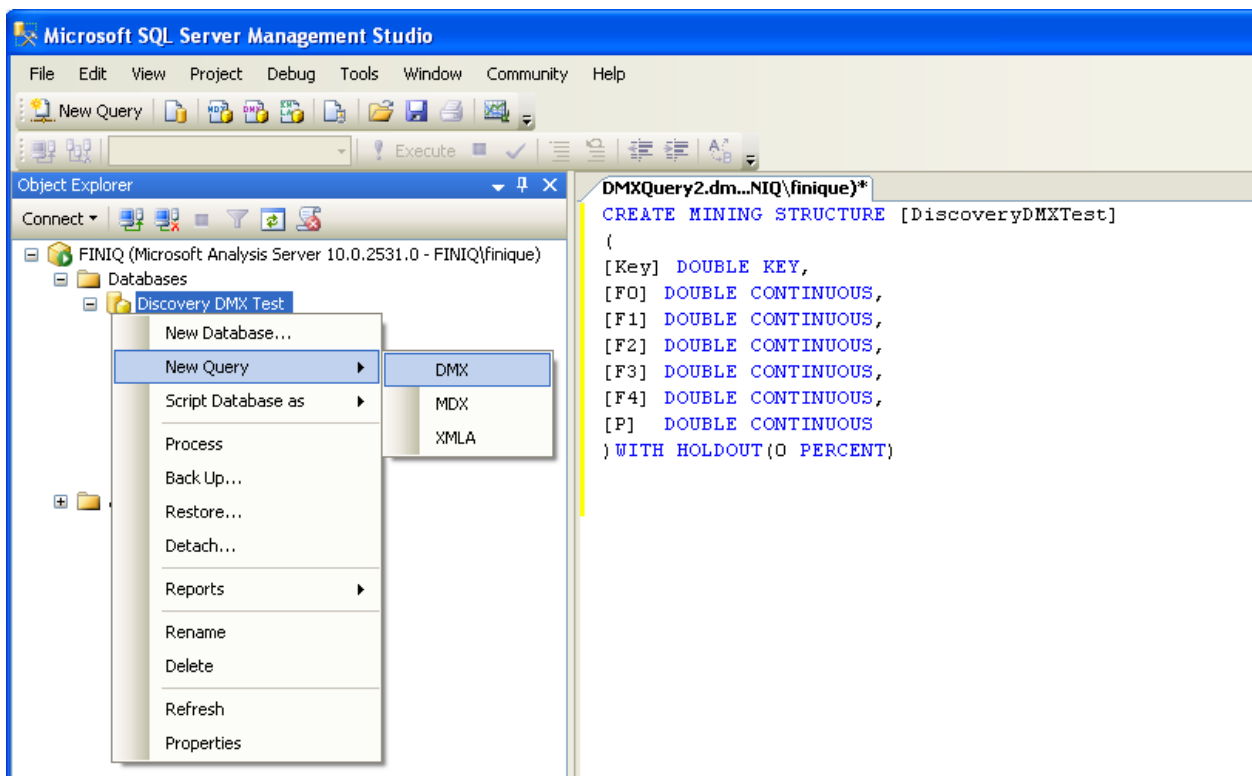 Microsoft SQL Server Management Studio
File Edit View Project Debug Tools Window Community Help
New Query
Execute
Object Explorer
Connect
FINIQ (Microsoft Analysis Server 10.0.2531.0 - FINIQ\finique)
Databases
Discovery DMX Test
New Database...
New Query
Script Database as
Process
Back Up...
Restore...
Detach...
Reports
Rename
Delete
Refresh
Properties
DMX
MDX
XMLA
DMXQuery2.dm...NIQ\finique)*
CREATE MINING STRUCTURE [DiscoveryDMXTest]
(
[Key] DOUBLE KEY,
[F0] DOUBLE CONTINUOUS,
[F1] DOUBLE CONTINUOUS,
[F2] DOUBLE CONTINUOUS,
[F3] DOUBLE CONTINUOUS,
[F4] DOUBLE CONTINUOUS,
[P] DOUBLE CONTINUOUS
)WITH HOLDOUT(0 PERCENT)